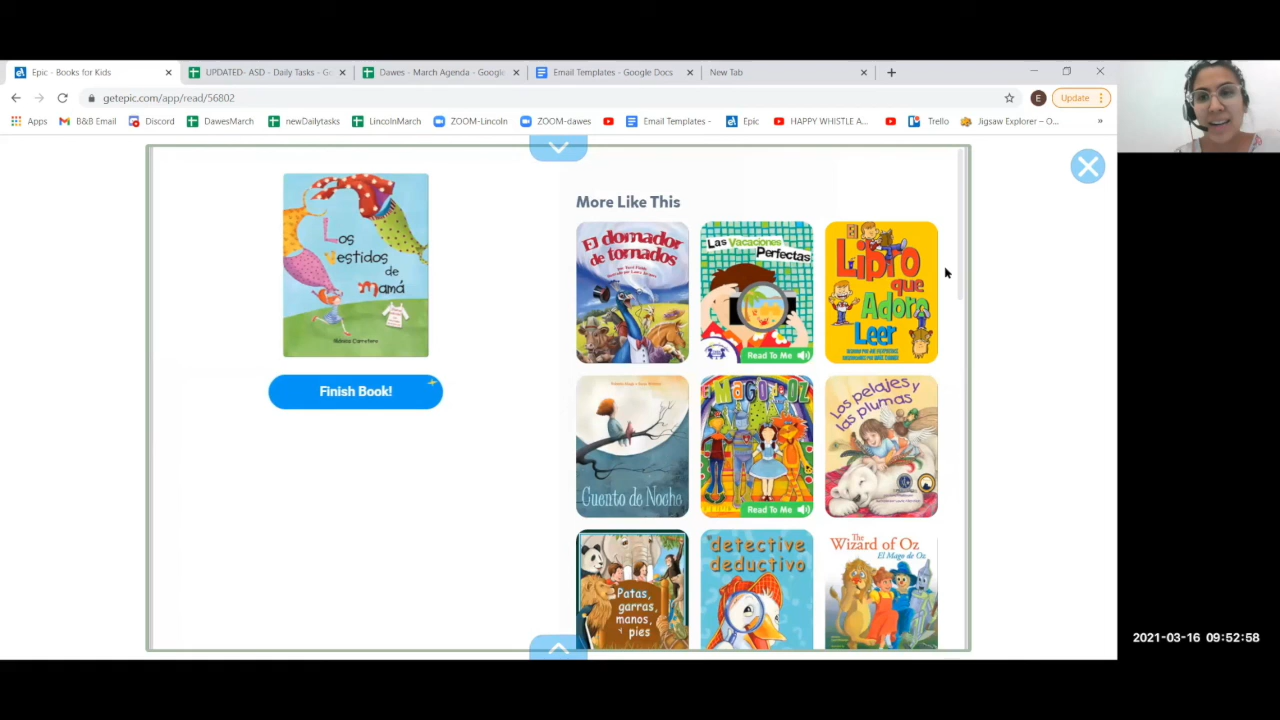 Epic - Books for Kids
UPDATED- ASD - Daily Tasks - Go
Dawes - March Agenda - Google
Email Templates - Google Docs
New Tab
getepic.com/app/read/56802
E
Update
Apps
B&B Email
Discord
DawesMarch
newDailytasks
LincolnMarch
ZOOM-Lincoln
ZOOM-dawes
Email Templates -
Epic
HAPPY WHISTLE A...
Trello
Jigsaw Explorer – O...
Los
vestidos
de
mamá
Mónica Carretero
Finish Book!
More Like This
El domador
de tornados
Las Vacaciones
Perfectas
Read To Me
El
Libro
que
Adoro
Leer
Cuento de Noche
El
MAGO DE OZ
Read To Me
Los pelajes y
las plumas
Patas,
garras,
manos,
y pies
detective
deductivo
The
Wizard of Oz
El Mago de Oz
2021-03-16 09:52:58